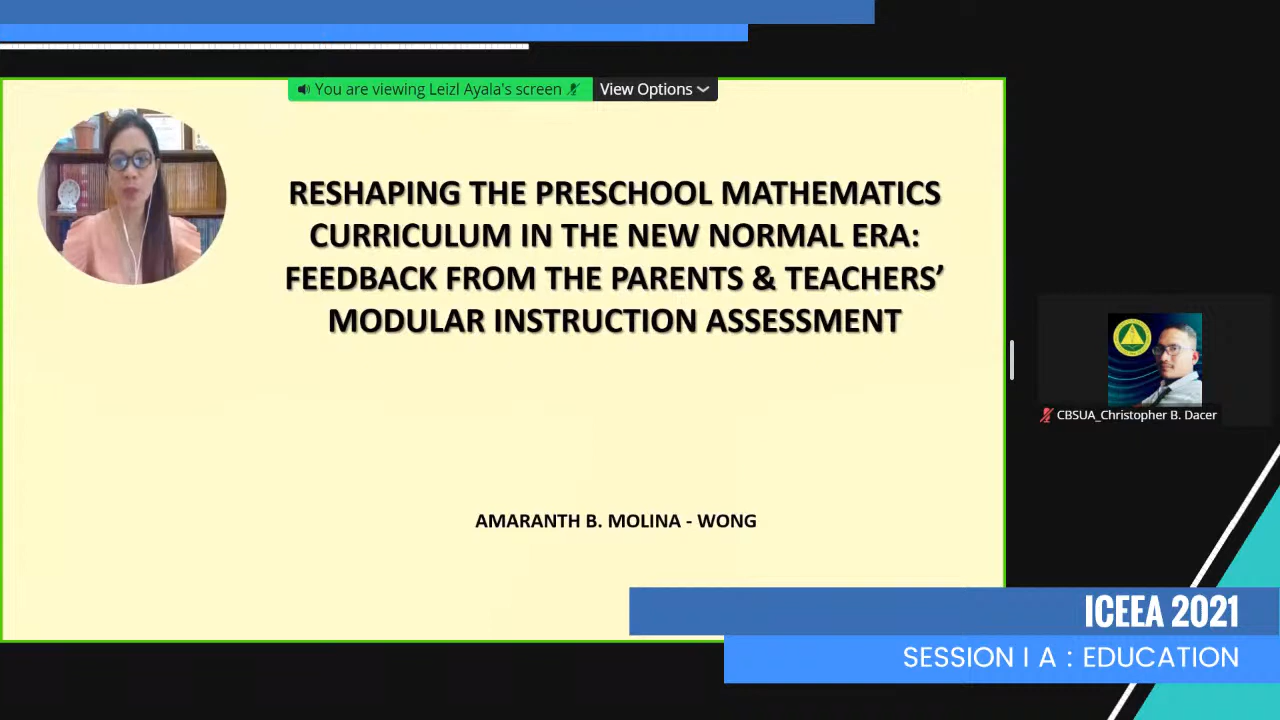 You are viewing Leizl Ayala's screen
View Options
RESHAPING THE PRESCHOOL MATHEMATICS
CURRICULUM IN THE NEW NORMAL ERA:
FEEDBACK FROM THE PARENTS & TEACHERS’
MODULAR INSTRUCTION ASSESSMENT
CBSUA_Christopher B. Dacer
AMARANTH B. MOLINA - WONG
ICEEA 2021
SESSION I A : EDUCATION